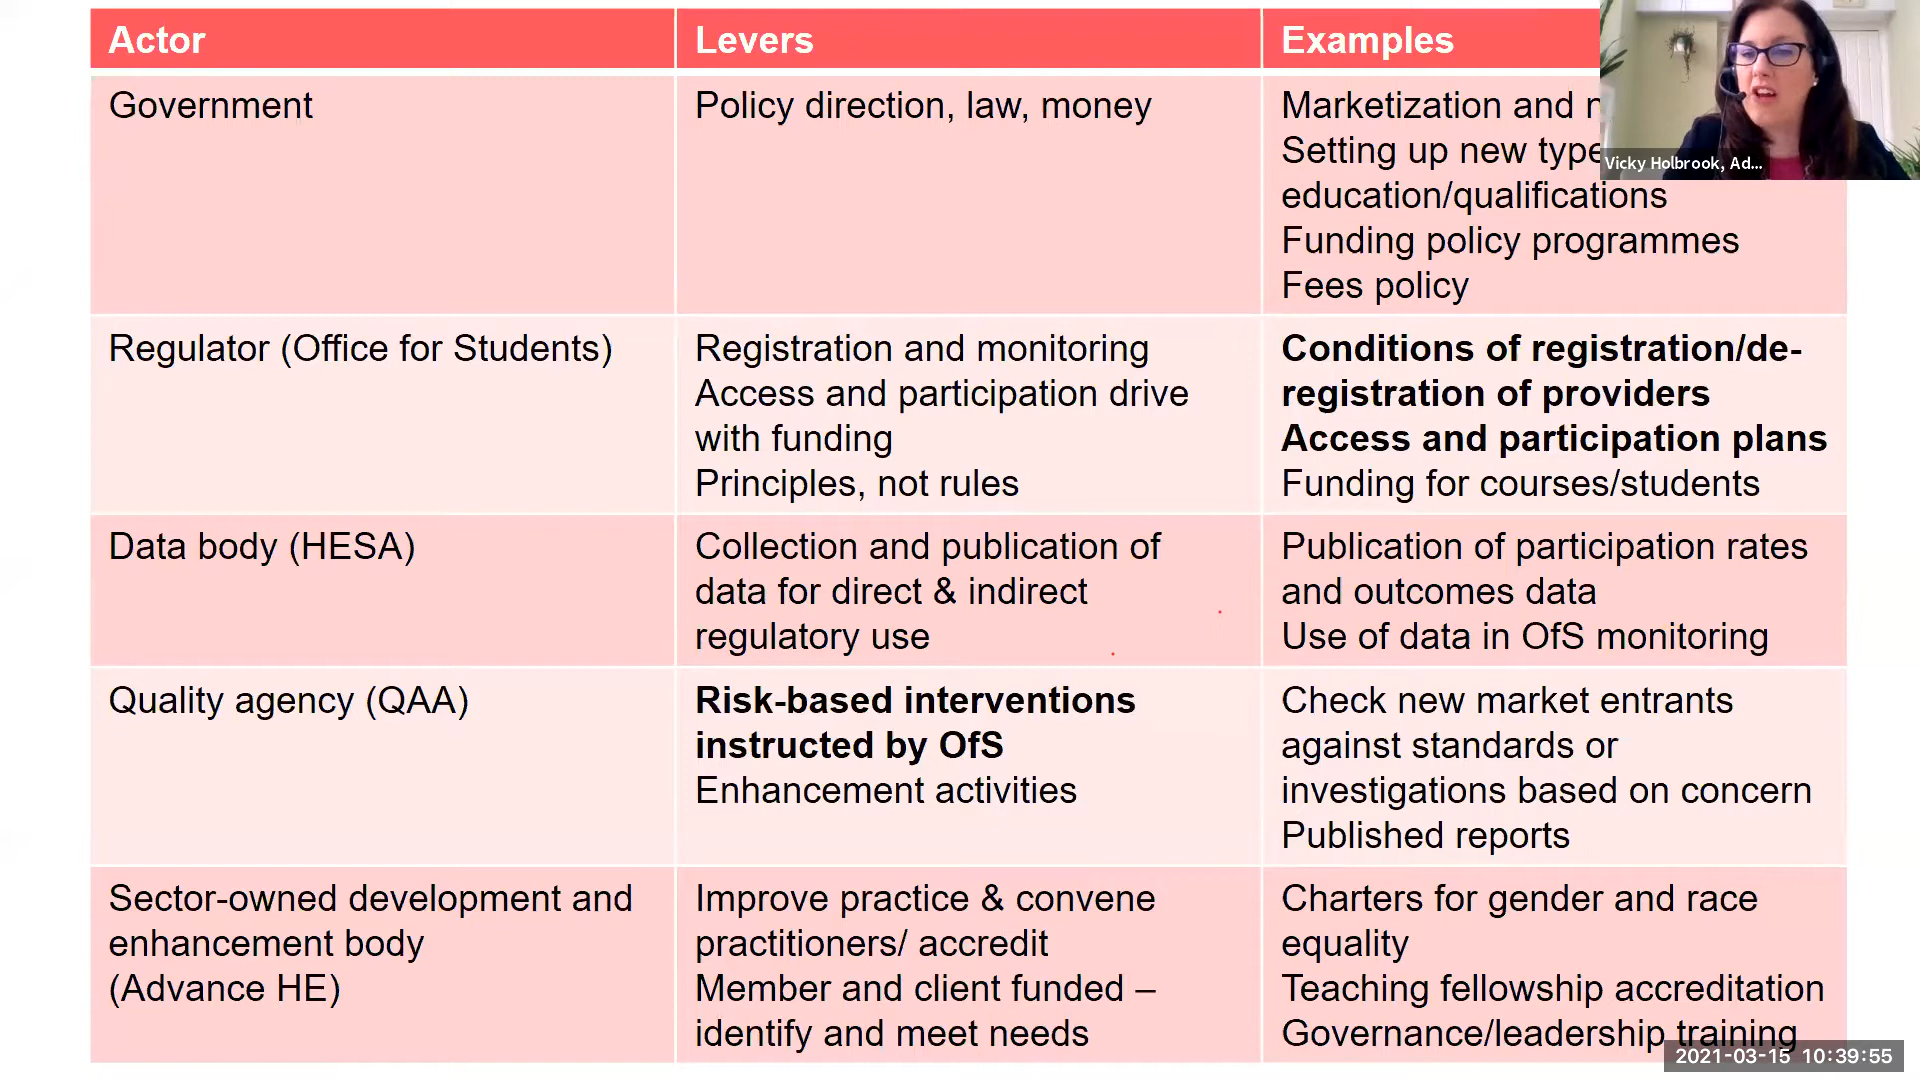 Actor
Levers
Examples
Government
Policy direction, law, money
Marketization and
Setting up new
education/qualifications
Funding policy programmes
Fees policy
Regulator (Office for Students)
Registration and monitoring
Access and participation drive
with funding
Principles, not rules
Conditions of registration/de-
registration of providers
Access and participation plans
Funding for courses/students
Data body (HESA)
Collection and publication of
data for direct & indirect
regulatory use
Publication of participation rates
and outcomes data
Use of data in OfS monitoring
Quality agency (QAA)
Risk-based interventions
instructed by OfS
Enhancement activities
Check new market entrants
against standards or
investigations based on concern
Published reports
Sector-owned development and
enhancement body
(Advance HE)
Improve practice & convene
practitioners/ accredit
Member and client funded –
identify and meet needs
Charters for gender and race
equality
Teaching fellowship accreditation
Governance/leadership training
Vicky Holbrook, Ad...
2021-03-15 10:39:55